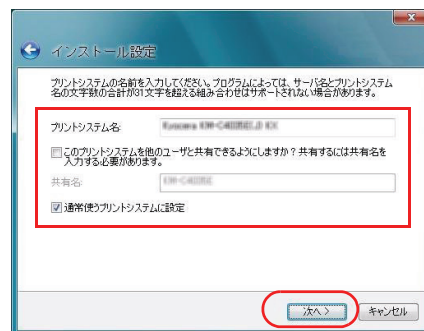 インストール設定
プリントシステムの名前を入力してください。プログラムによっては、サーバ名とプリントシステム
名の文字数の合計が31文字を超える組み合わせはサポートされない場合があります。
プリントシステム名:
このプリントシステムを他のユーザと共有できるようにしますか？共有するには共有名を
入力する必要があります。
共有名:
通常使うプリントシステムに設定
次へ >
キャンセル